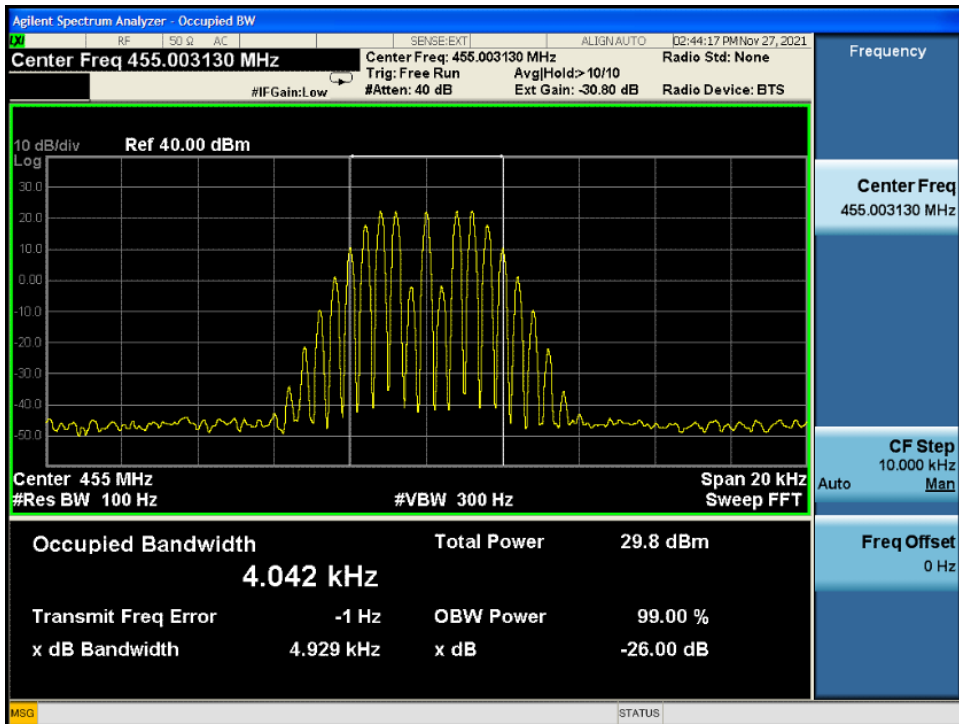 Agilent Spectrum Analyzer - Occupied BW
LXI RF 50 Ω AC SENSE:EXT ALIGN AUTO 02:44:17 PM Nov 27, 2021
Center Freq 455.003130 MHz
Center Freq: 455.003130 MHz Radio Std: None
Trig: Free Run Avg|Hold:> 10/10
#IFGain:Low #Atten: 40 dB Ext Gain: -30.80 dB Radio Device: BTS
10 dB/div Ref 40.00 dBm
Log
30.0
20.0
10.0
0.00
-10.0
-20.0
-30.0
-40.0
-50.0
Center 455 MHz Span 20 kHz
#Res BW 100 Hz #VBW 300 Hz Sweep FFT
Occupied Bandwidth Total Power 29.8 dBm
4.042 kHz
Transmit Freq Error -1 Hz OBW Power 99.00 %
x dB Bandwidth 4.929 kHz x dB -26.00 dB
Frequency
Center Freq
455.003130 MHz
CF Step
10.000 kHz
Auto Man
Freq Offset
0 Hz
MSG STATUS